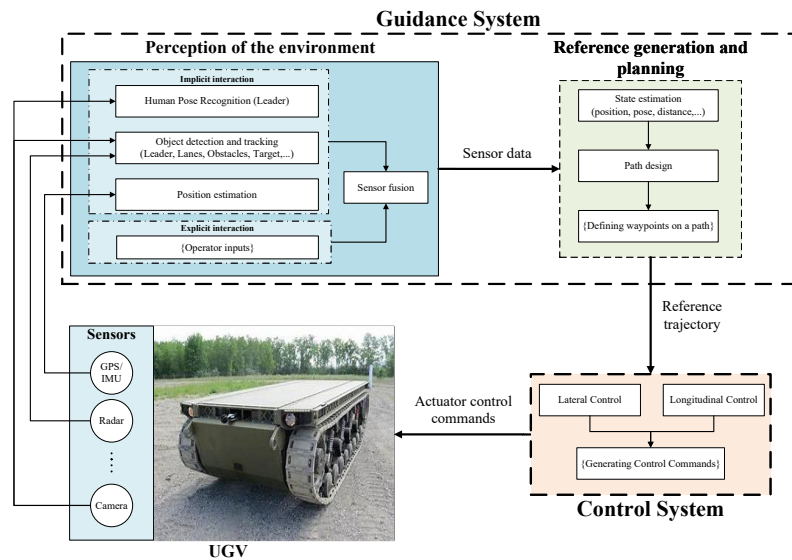 Guidance System
Perception of the environment
Implicit interaction
Human Pose Recognition (Leader)
Object detection and tracking
(Leader, Lanes, Obstacles, Target,...)
Position estimation
Sensor fusion
Explicit interaction
{Operator inputs}
Sensor data
Reference generation and
planning
State estimation
(position, pose, distance,...)
Path design
{Defining waypoints on a path}
Reference
trajectory
Sensors
GPS/
IMU
Radar
Camera
UGV
Actuator control
commands
Lateral Control
Longitudinal Control
{Generating Control Commands}
Control System